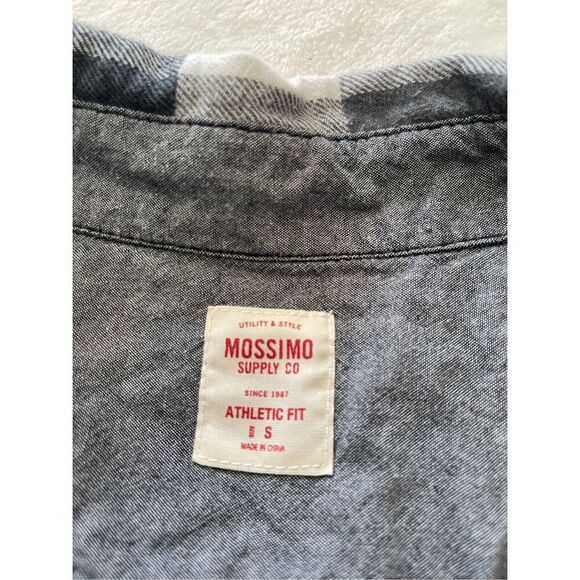 UTILITY & STYLE
MOSSIMO
SUPPLY CO
SINCE 1987
ATHLETIC FIT
S
MADE IN CHINA